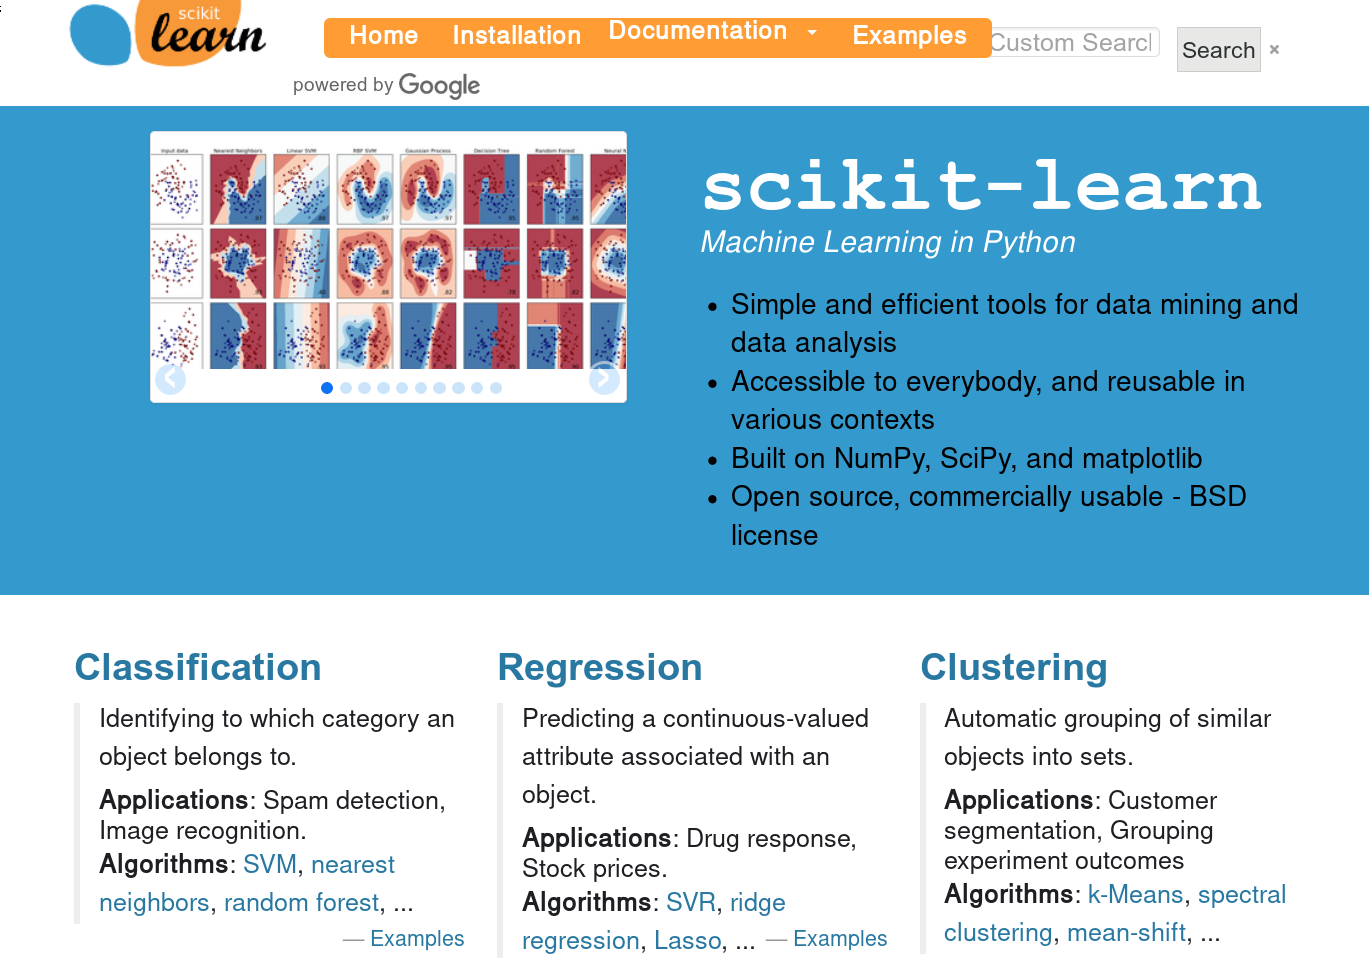 scikit
learn
Home Installation Documentation Examples
Custom Search
Search ×
powered by Google
Input data Nearest Neighbors Linear SVM RBF SVM Gaussian Process Decision Tree Random Forest Neural N
scikit-learn
Machine Learning in Python
• Simple and efficient tools for data mining and
data analysis
• Accessible to everybody, and reusable in
various contexts
• Built on NumPy, SciPy, and matplotlib
• Open source, commercially usable - BSD
license
Classification
Identifying to which category an
object belongs to.
Applications: Spam detection,
Image recognition.
Algorithms: SVM, nearest
neighbors, random forest, ...
— Examples
Regression
Predicting a continuous-valued
attribute associated with an
object.
Applications: Drug response,
Stock prices.
Algorithms: SVR, ridge
regression, Lasso, ... — Examples
Clustering
Automatic grouping of similar
objects into sets.
Applications: Customer
segmentation, Grouping
experiment outcomes
Algorithms: k-Means, spectral
clustering, mean-shift, ...